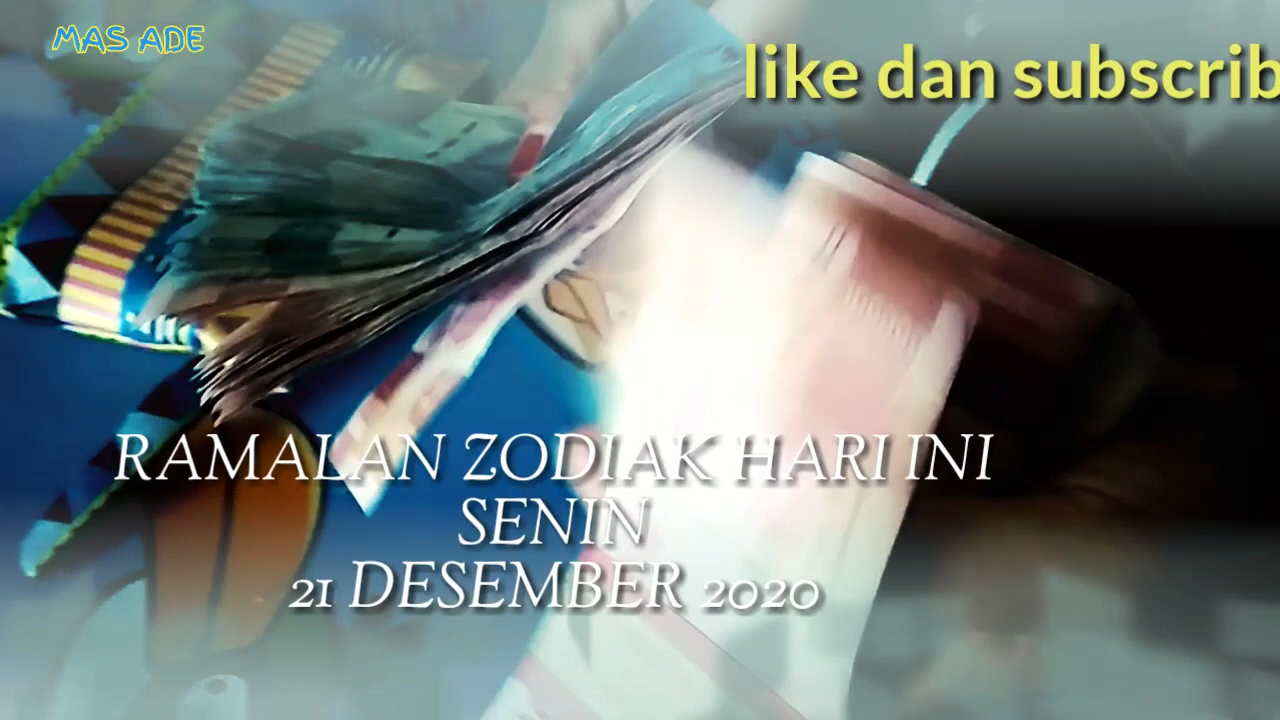 MAS ADE
like dan subscrib
RAMALAN ZODIAK HARI INI
SENIN
21 DESEMBER 2020